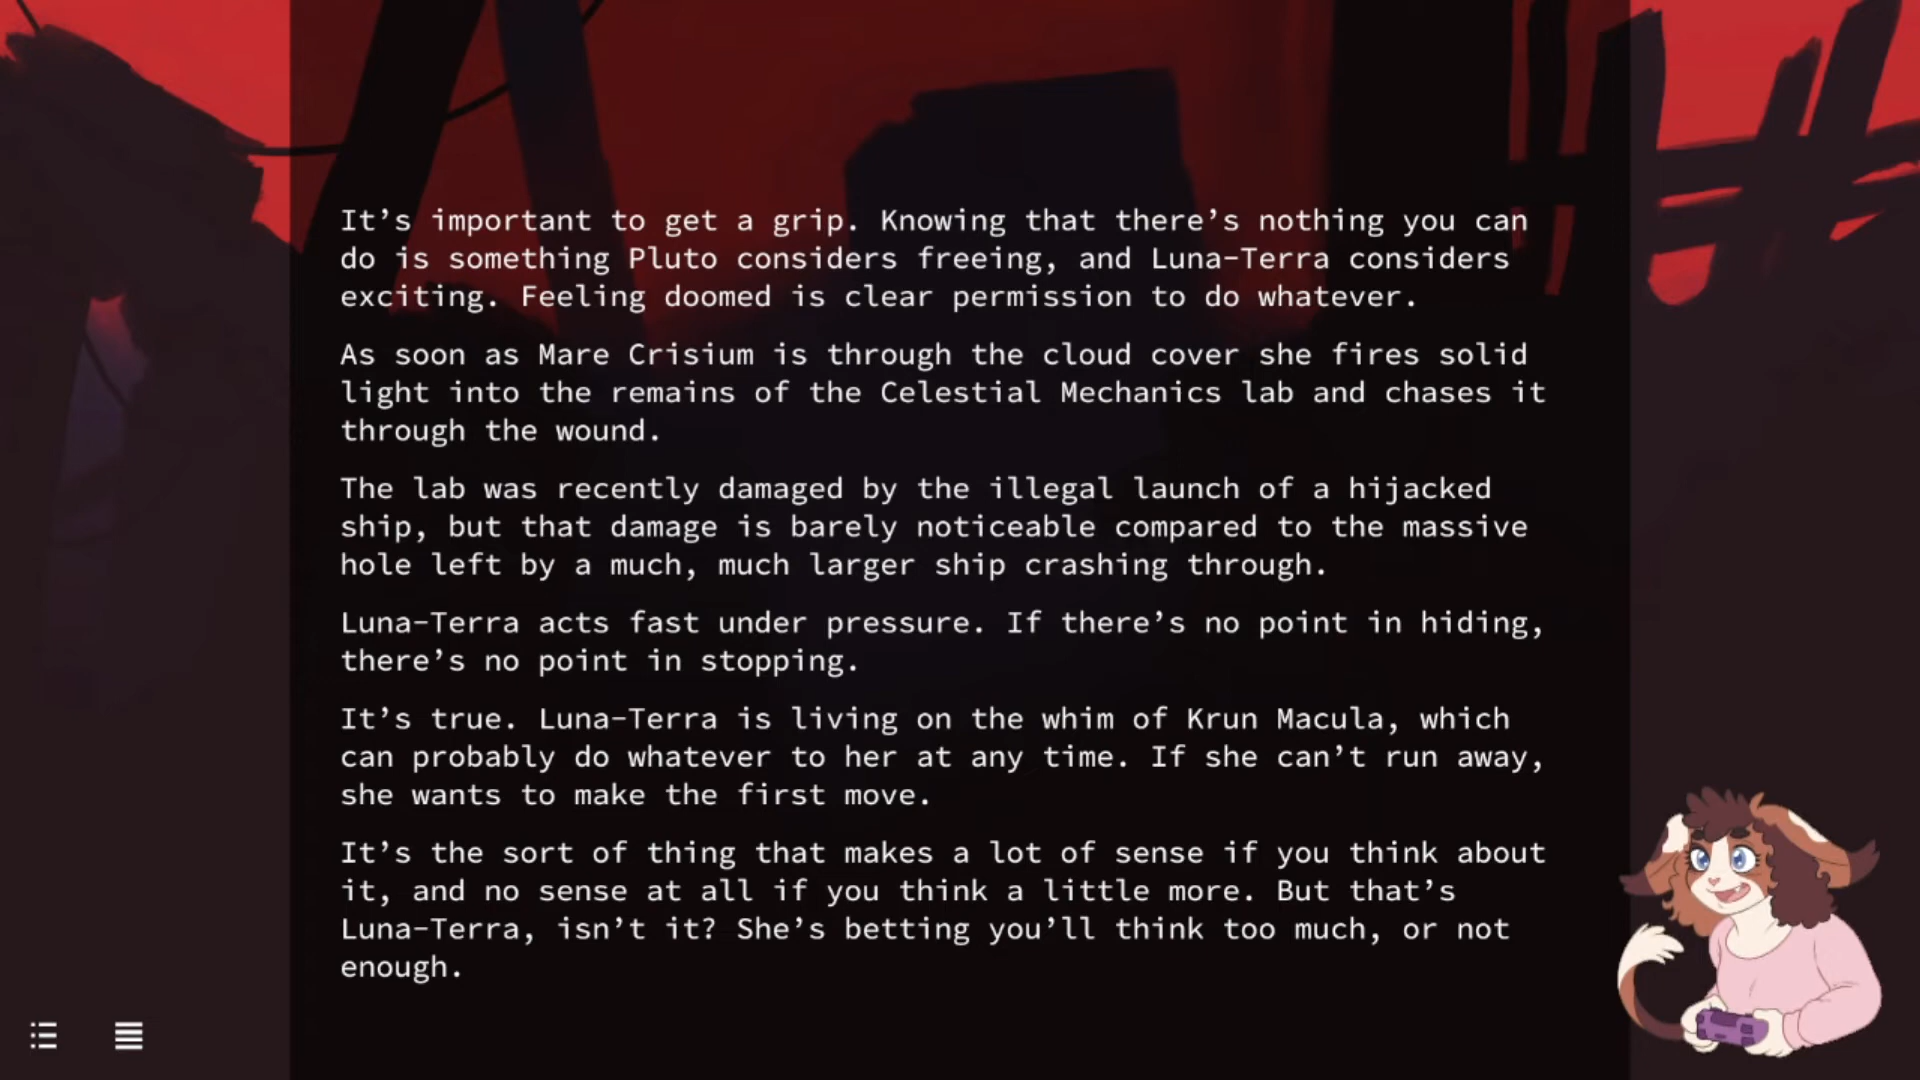 It’s important to get a grip. Knowing that there’s nothing you can
do is something Pluto considers freeing, and Luna-Terra considers
exciting. Feeling doomed is clear permission to do whatever.
As soon as Mare Crisium is through the cloud cover she fires solid
light into the remains of the Celestial Mechanics lab and chases it
through the wound.
The lab was recently damaged by the illegal launch of a hijacked
ship, but that damage is barely noticeable compared to the massive
hole left by a much, much larger ship crashing through.
Luna-Terra acts fast under pressure. If there’s no point in hiding,
there’s no point in stopping.
It’s true. Luna-Terra is living on the whim of Krun Macula, which
can probably do whatever to her at any time. If she can’t run away,
she wants to make the first move.
It’s the sort of thing that makes a lot of sense if you think about
it, and no sense at all if you think a little more. But that’s
Luna-Terra, isn’t it? She’s betting you’ll think too much, or not
enough.